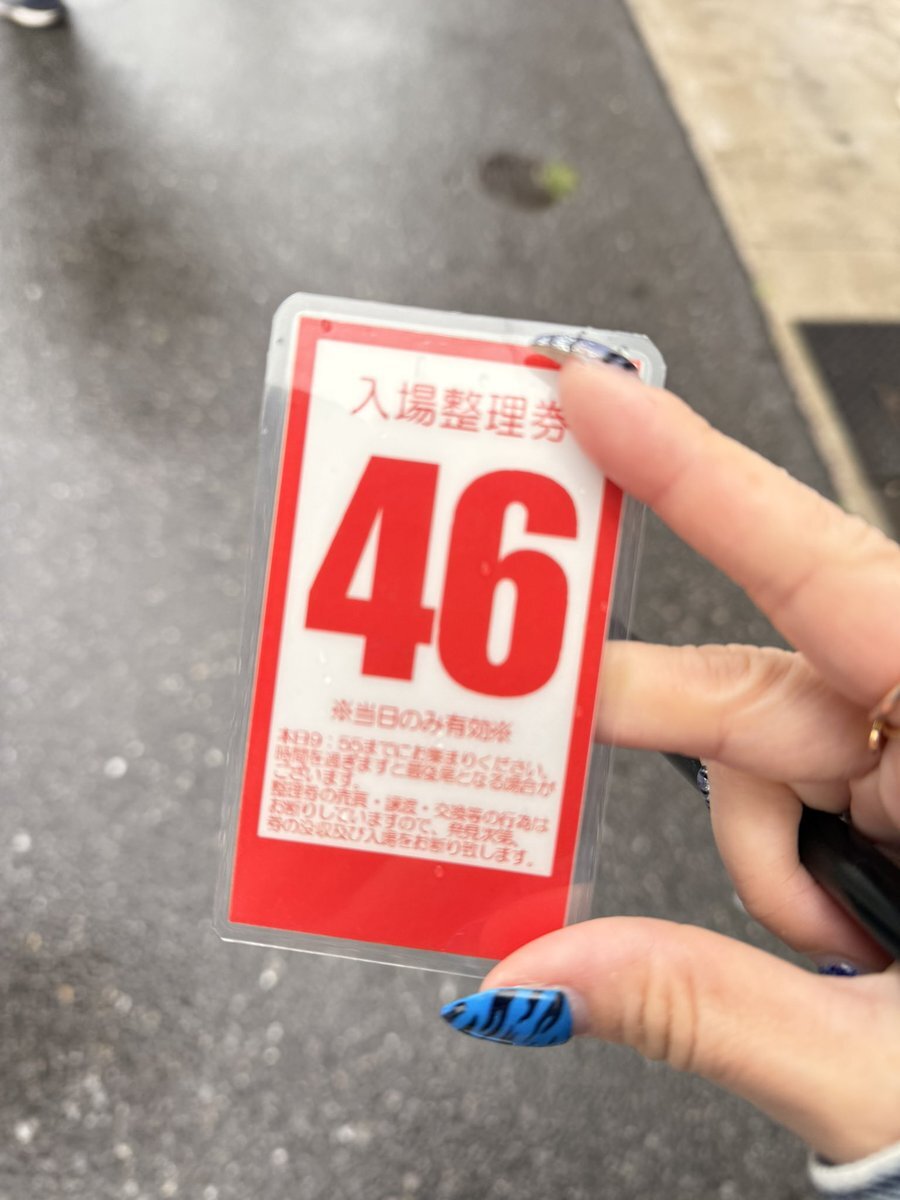 入場整理券
46
※当日のみ有効※
本日9：55までにお集まりください。
時間を過ぎますと最後尾となる場合が
ございます。
整理券の売買・譲渡・交換等の行為は
お断りしていますので、発見次第、
券の没収及び入場をお断り致します。